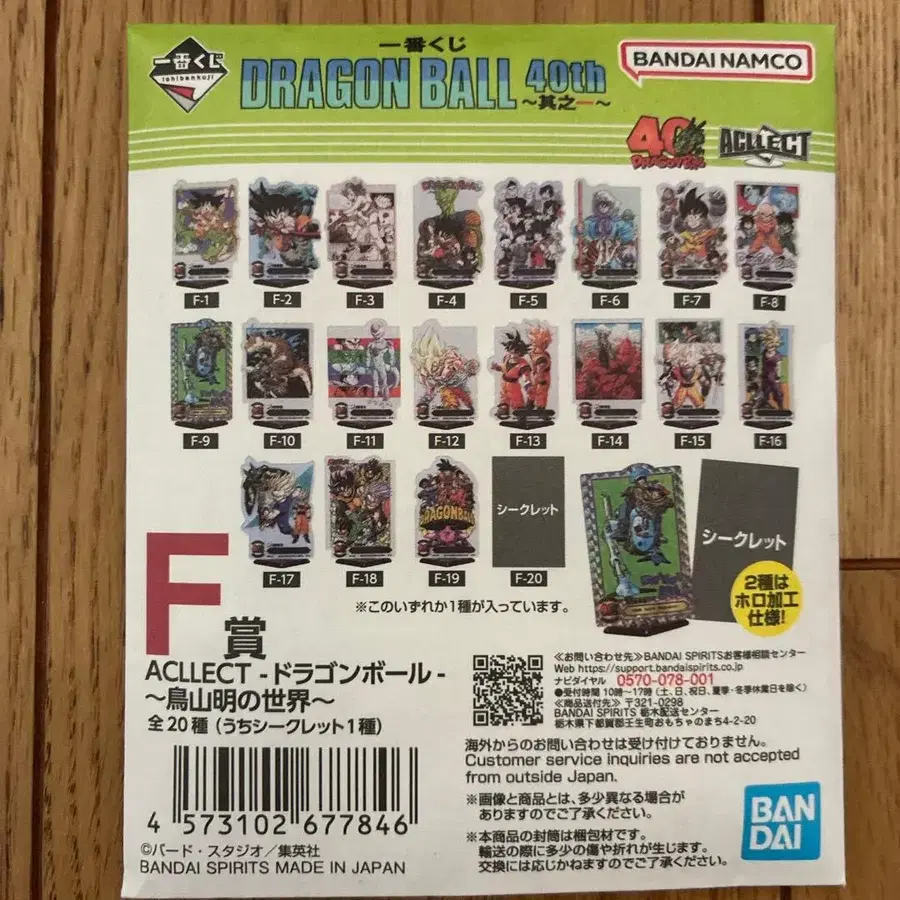 一番くじ
ichibankuji
一番くじ
DRAGON BALL 40th
~其之一~
BANDAI NAMCO
40
DRAGONBALL
ACLLECT
F-1 F-2 F-3 F-4 F-5 F-6 F-7 F-8
F-9 F-10 F-11 F-12 F-13 F-14 F-15 F-16
DRAGONBALL
シークレット
シークレット
F-17 F-18 F-19 F-20
2種は
ホロ加工
仕様!
※このいずれか1種が入っています。
F賞
ACLLECT -ドラゴンボール-
~鳥山明の世界~
全20種 (うちシークレット1種)
4 573102 677846
©バード・スタジオ/集英社
BANDAI SPIRITS MADE IN JAPAN
≪お問い合わせ先≫BANDAI SPIRITSお客様相談センター
Web https://support.bandaispirits.co.jp
ナビダイヤル 0570-078-001
●受付時間 10時~17時 (土、日、祝日、夏季・冬季休業日を除く)
≪商品送付先≫ 〒321-0298
BANDAI SPIRITS 栃木配送センター
栃木県下都賀郡壬生町おもちゃのまち4-2-20
海外からのお問い合わせは受け付けておりません。
Customer service inquiries are not accepted
from outside Japan.
※画像と商品とは、多少異なる場合が
ありますのでご了承ください。
※本商品の封筒は梱包材です。
輸送の際に多少の傷や折れが生じます。
交換には応じかねますのでご了承ください。
BAN
DAI